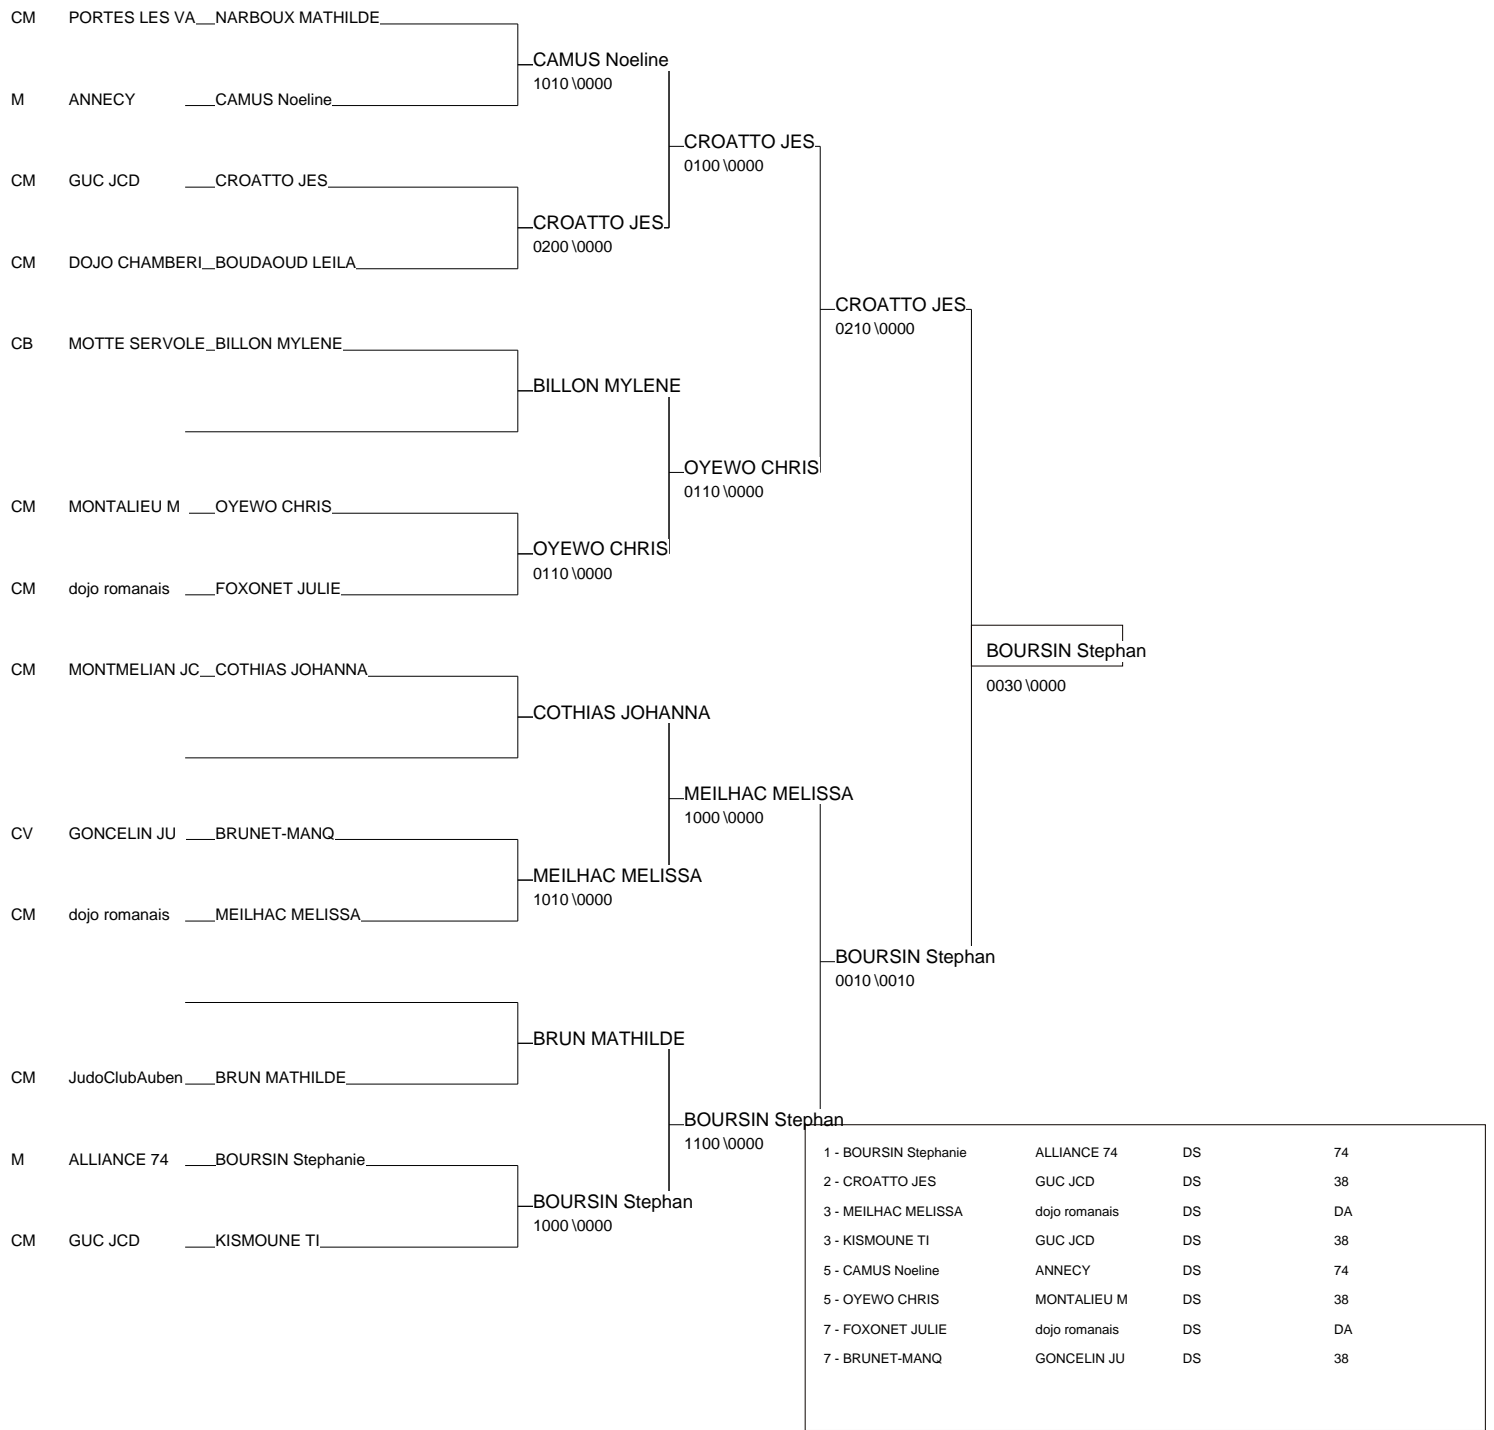 CM PORTES LES VA NARBOUX MATHILDE
CAMUS Noeline
1010 \0000
M ANNECY CAMUS Noeline
CROATTO JES
0100 \0000
CM GUC JCD CROATTO JES
CROATTO JES
0200 \0000
CM DOJO CHAMBERI BOUDAOUD LEILA
CROATTO JES
0210 \0000
CB MOTTE SERVOLE BILLON MYLENE
BILLON MYLENE
OYEWO CHRIS
0110 \0000
CM MONTALIEU M OYEWO CHRIS
OYEWO CHRIS
0110 \0000
CM dojo romanais FOXONET JULIE
BOURSIN Stephan
0030 \0000
CM MONTMELIAN JC COTHIAS JOHANNA
COTHIAS JOHANNA
MEILHAC MELISSA
1000 \0000
CV GONCELIN JU BRUNET-MANQ
MEILHAC MELISSA
1010 \0000
CM dojo romanais MEILHAC MELISSA
BOURSIN Stephan
0010 \0010
BRUN MATHILDE
CM JudoClubAuben BRUN MATHILDE
BOURSIN Stephan
1100 \0000
M ALLIANCE 74 BOURSIN Stephanie
BOURSIN Stephan
1000 \0000
CM GUC JCD KISMOUNE TI
1 - BOURSIN Stephanie ALLIANCE 74 DS 74
2 - CROATTO JES GUC JCD DS 38
3 - MEILHAC MELISSA dojo romanais DS DA
3 - KISMOUNE TI GUC JCD DS 38
5 - CAMUS Noeline ANNECY DS 74
5 - OYEWO CHRIS MONTALIEU M DS 38
7 - FOXONET JULIE dojo romanais DS DA
7 - BRUNET-MANQ GONCELIN JU DS 38